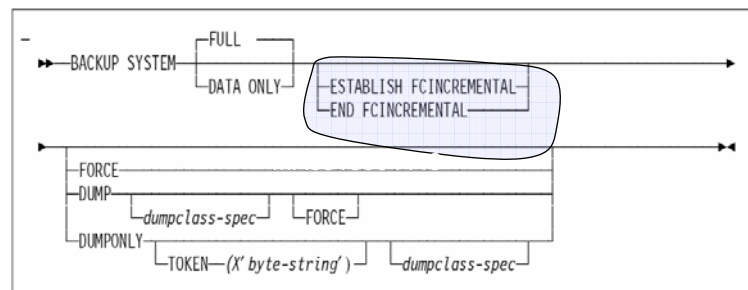 FULL
BACKUP SYSTEM
DATA ONLY
ESTABLISH FCINCREMENTAL
END FCINCREMENTAL
FORCE
DUMP
dumpclass-spec
FORCE
DUMPONLY
TOKEN (X'byte-string')
dumpclass-spec